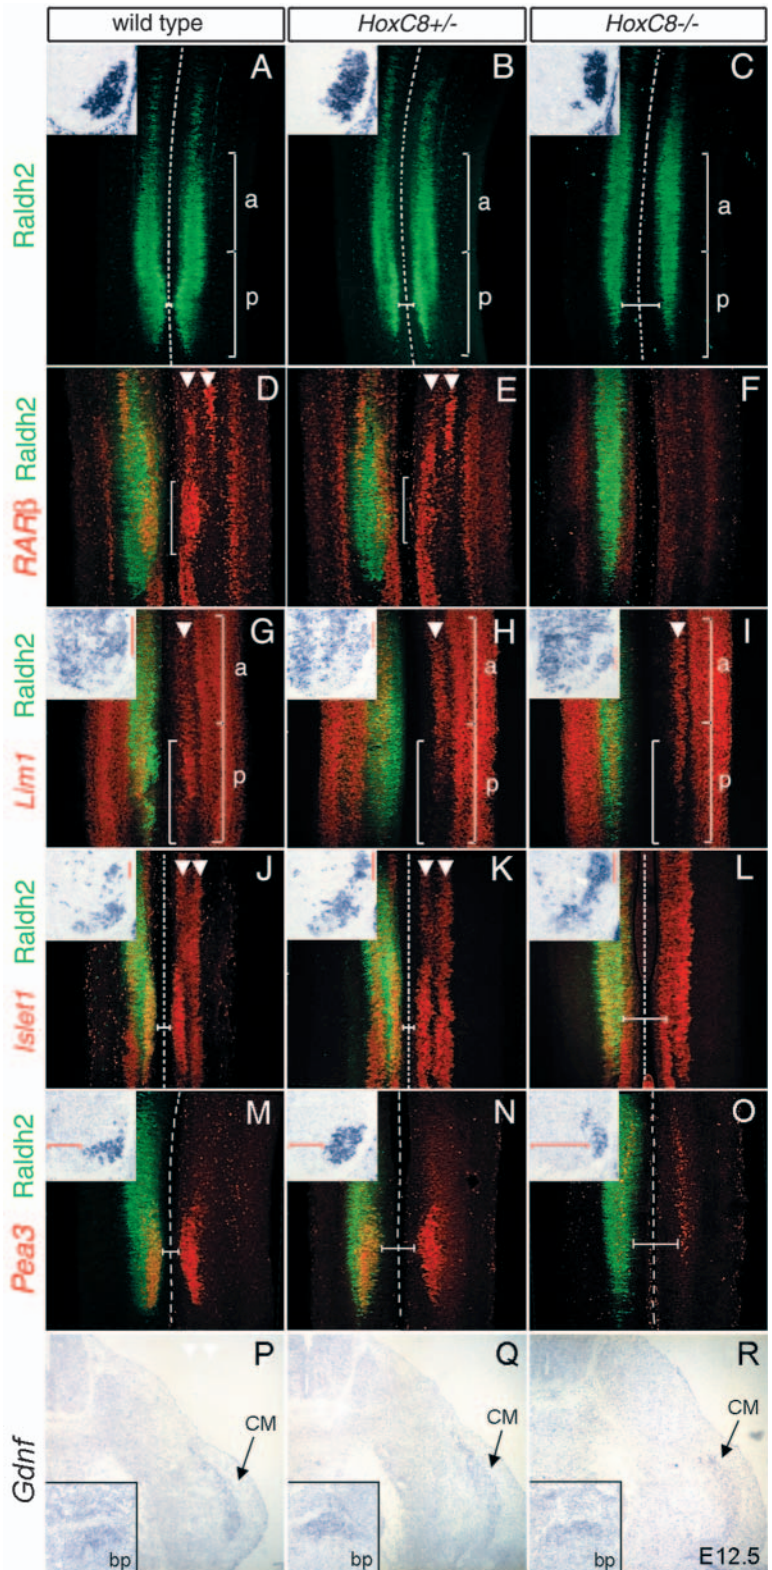 wild type HoxC8+/- HoxC8-/-
Raldh2
A
a
p
B
a
p
C
a
p
RARβ Raldh2
D
E
F
Lim1 Raldh2
G
a
p
H
a
p
I
a
p
Islet1 Raldh2
J
K
L
Pea3 Raldh2
M
N
O
Gdnf
P
CM
bp
Q
CM
bp
R
CM
bp
E12.5